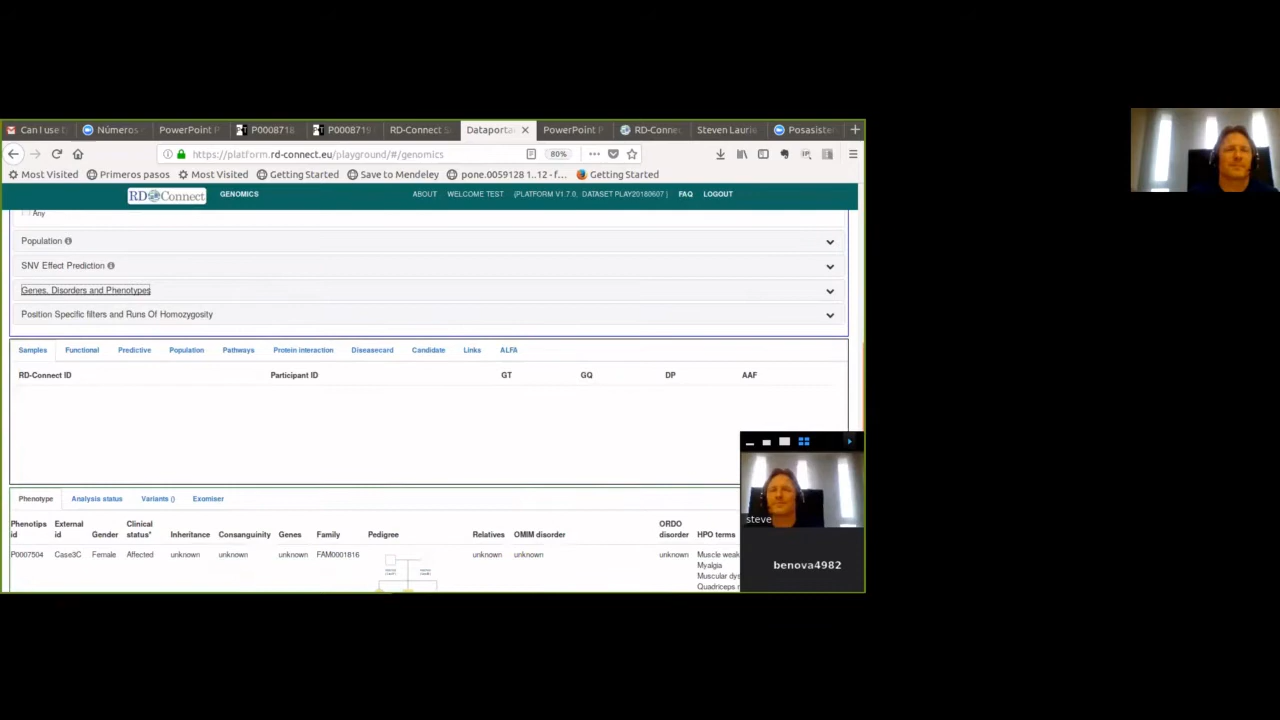 Can I use
Números
PowerPoint P
P0008718
P0008719
RD-Connect S
Dataporta
PowerPoint P
RD-Conne
Steven Laurie
Posasiste
https://platform.rd-connect.eu/playground/#/genomics
80%
Most Visited
Primeros pasos
Most Visited
Getting Started
Save to Mendeley
pone.0059128 1..12 - f...
Getting Started
RD Connect
GENOMICS
ABOUT
WELCOME TEST
(PLATFORM V1.7.0, DATASET PLAY20180607 )
FAQ
LOGOUT
Any
Population
SNV Effect Prediction
Genes, Disorders and Phenotypes
Position Specific filters and Runs Of Homozygosity
Samples
Functional
Predictive
Population
Pathways
Protein interaction
Diseasecard
Candidate
Links
ALFA
RD-Connect ID
Participant ID
GT
GQ
DP
AAF
steve
benova4982
Phenotype
Analysis status
Variants ()
Exomiser
Phenotips id
External id
Gender
Clinical status*
Inheritance
Consanguinity
Genes
Family
Pedigree
Relatives
OMIM disorder
ORDO disorder
HPO terms
P0007504
Case3C
Female
Affected
unknown
unknown
unknown
FAM0001816
unknown
unknown
unknown
Muscle weak
Myalgia
Muscular dys
Quadriceps